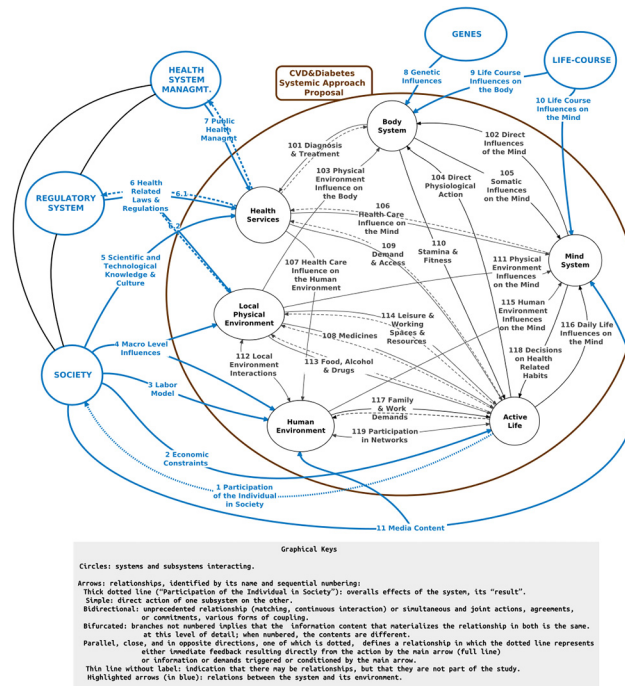 GENES
LIFE-COURSE
HEALTH
SYSTEM
MANAGMT.
CVD&Diabetes
Systemic Approach
Proposal
8 Genetic
Influences
9 Life Course
Influences
on the Body
10 Life Course
Influences on
the Mind
7 Public
Health
Managmt
Body
System
101 Diagnosis
& Treatment
102 Direct
Influences
of the Mind
103 Physical
Environment
Influence on
the Body
104 Direct
Physiological
Action
105
Somatic
Influences on
the Mind
6 Health
Related
Laws &
Regulations
6.1
6.2
REGULATORY
SYSTEM
106
Health Care
Influence on
the Mind
Health
Services
109
Demand
& Access
110
Stamina &
Fitness
Mind
System
107 Health Care
Influence on
the Human
Environment
111 Physical
Environment
Influences
on the Mind
5 Scientific and
Technological
Knowledge &
Culture
115 Human
Environment
Influences
on the Mind
Local
Physical
Environment
114 Leisure &
Working
Spaces &
Resources
116 Daily Life
Influences on
the Mind
108 Medicines
4 Macro Level
Influences
112 Local
Environment
Interactions
113 Food, Alcohol
& Drugs
118 Decisions
on Health
Related
Habits
SOCIETY
3 Labor
Model
117 Family
& Work
Demands
Human
Environment
Active
Life
119 Participation
in Networks
2 Economic
Constraints
1 Participation
of the Individual
in Society
11 Media Content
Graphical Keys
Circles: systems and subsystems interacting.
Arrows: relationships, identified by its name and sequential numbering:
Thick dotted line (“Participation of the Individual in Society”): overalls effects of the system, its “result”.
Simple: direct action of one subsystem on the other.
Bidirectional: unprecedented relationship (matching, continuous interaction) or simultaneous and joint actions, agreements,
or commitments, various forms of coupling.
Bifurcated: branches not numbered implies that the information content that materializes the relationship in both is the same.
at this level of detail; when numbered, the contents are different.
Parallel, close, and in opposite directions, one of which is dotted, defines a relationship in which the dotted line represents
either immediate feedback resulting directly from the action by the main arrow (full line)
or information or demands triggered or conditioned by the main arrow.
Thin line without label: indication that there may be relationships, but that they are not part of the study.
Highlighted arrows (in blue): relations between the system and its environment.